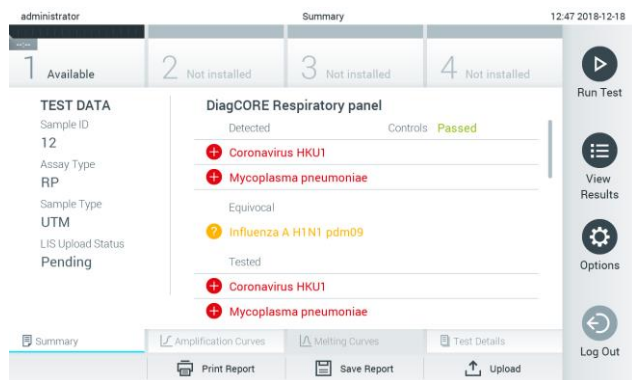 administrator Summary 12:47 2018-12-18
1 Available 2 Not installed 3 Not installed 4 Not installed
Run Test
View
Results
Options
Log Out
TEST DATA
Sample ID
12
Assay Type
RP
Sample Type
UTM
LIS Upload Status
Pending
DiagCORE Respiratory panel
Detected Controls Passed
Coronavirus HKU1
Mycoplasma pneumoniae
Equivocal
? Influenza A H1N1 pdm09
Tested
Coronavirus HKU1
Mycoplasma pneumoniae
Summary Amplification Curves Melting Curves Test Details
Print Report Save Report Upload